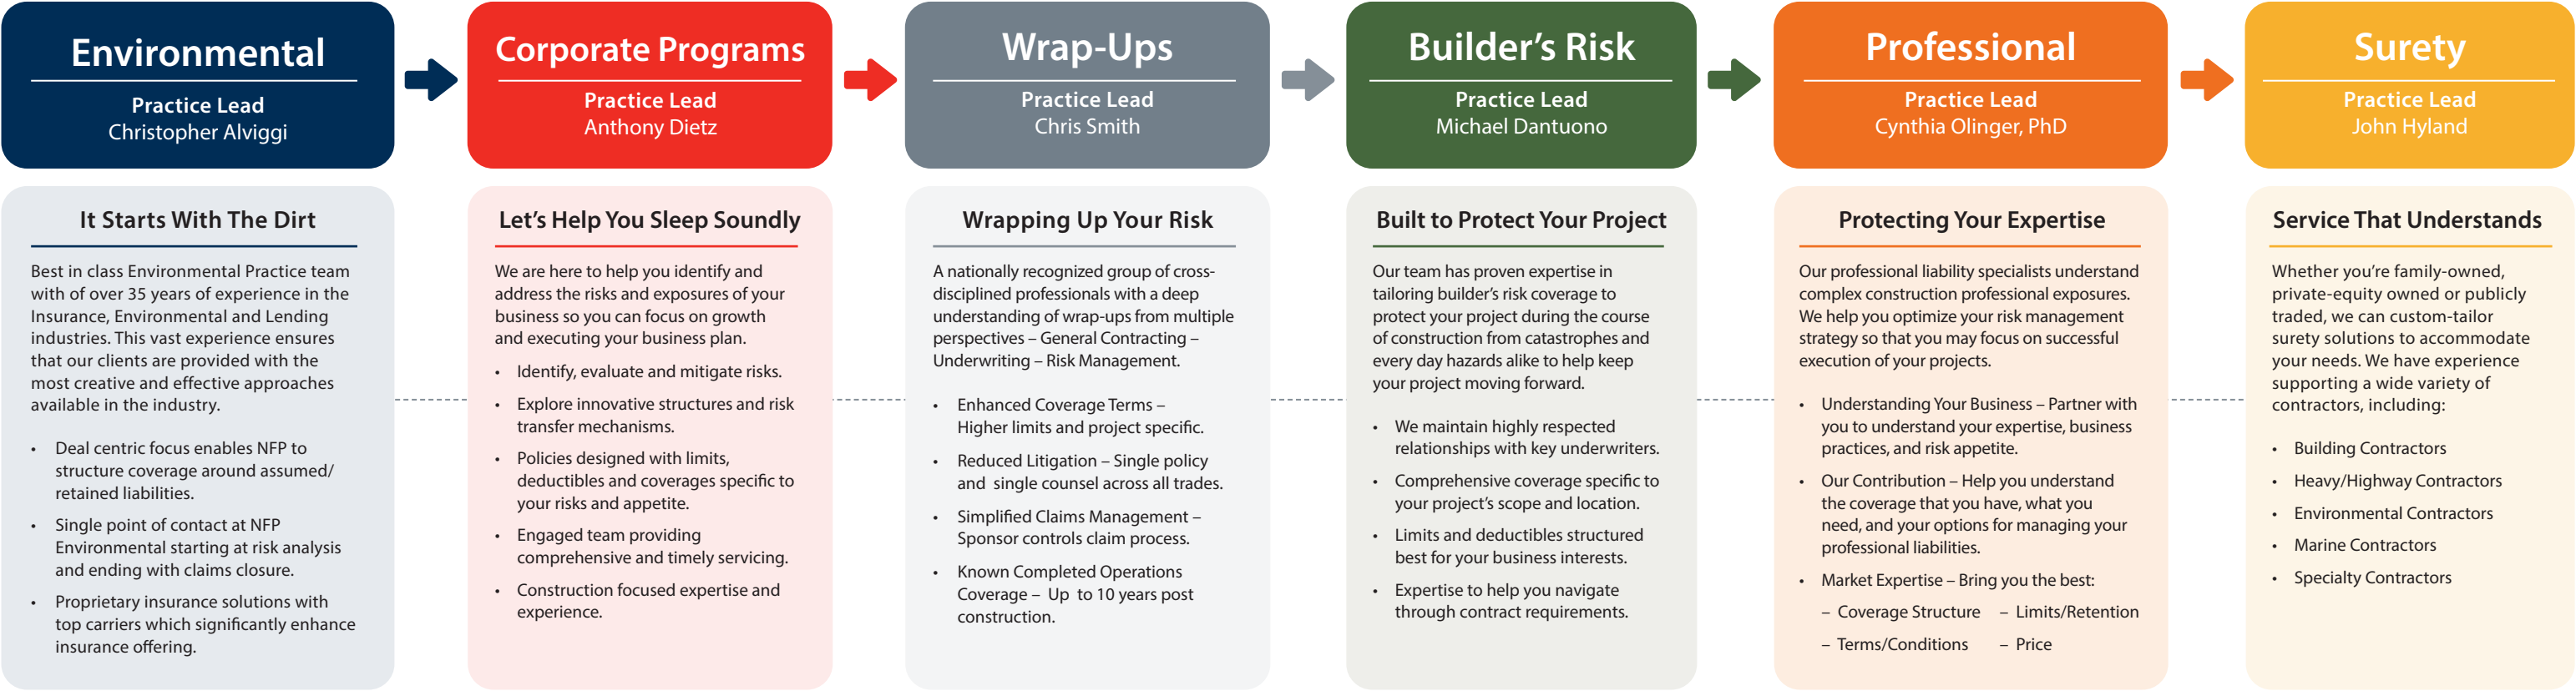 Environmental
Practice Lead
Christopher Alviggi
It Starts With The Dirt
Best in class Environmental Practice team
with of over 35 years of experience in the
Insurance, Environmental and Lending
industries. This vast experience ensures
that our clients are provided with the
most creative and effective approaches
available in the industry.
• Deal centric focus enables NFP to
structure coverage around assumed/
retained liabilities.
• Single point of contact at NFP
Environmental starting at risk analysis
and ending with claims closure.
• Proprietary insurance solutions with
top carriers which significantly enhance
insurance offering.
Corporate Programs
Practice Lead
Anthony Dietz
Let’s Help You Sleep Soundly
We are here to help you identify and
address the risks and exposures of your
business so you can focus on growth
and executing your business plan.
• Identify, evaluate and mitigate risks.
• Explore innovative structures and risk
transfer mechanisms.
• Policies designed with limits,
deductibles and coverages specific to
your risks and appetite.
• Engaged team providing
comprehensive and timely servicing.
• Construction focused expertise and
experience.
Wrap-Ups
Practice Lead
Chris Smith
Wrapping Up Your Risk
A nationally recognized group of cross-
disciplined professionals with a deep
understanding of wrap-ups from multiple
perspectives – General Contracting –
Underwriting – Risk Management.
• Enhanced Coverage Terms –
Higher limits and project specific.
• Reduced Litigation – Single policy
and single counsel across all trades.
• Simplified Claims Management –
Sponsor controls claim process.
• Known Completed Operations
Coverage – Up to 10 years post
construction.
Builder’s Risk
Practice Lead
Michael Dantuono
Built to Protect Your Project
Our team has proven expertise in
tailoring builder’s risk coverage to
protect your project during the course
of construction from catastrophes and
every day hazards alike to help keep
your project moving forward.
• We maintain highly respected
relationships with key underwriters.
• Comprehensive coverage specific to
your project’s scope and location.
• Limits and deductibles structured
best for your business interests.
• Expertise to help you navigate
through contract requirements.
Professional
Practice Lead
Cynthia Olinger, PhD
Protecting Your Expertise
Our professional liability specialists understand
complex construction professional exposures.
We help you optimize your risk management
strategy so that you may focus on successful
execution of your projects.
• Understanding Your Business – Partner with
you to understand your expertise, business
practices, and risk appetite.
• Our Contribution – Help you understand
the coverage that you have, what you
need, and your options for managing your
professional liabilities.
• Market Expertise – Bring you the best:
– Coverage Structure – Limits/Retention
– Terms/Conditions – Price
Surety
Practice Lead
John Hyland
Service That Understands
Whether you’re family-owned,
private-equity owned or publicly
traded, we can custom-tailor
surety solutions to accommodate
your needs. We have experience
supporting a wide variety of
contractors, including:
• Building Contractors
• Heavy/Highway Contractors
• Environmental Contractors
• Marine Contractors
• Specialty Contractors